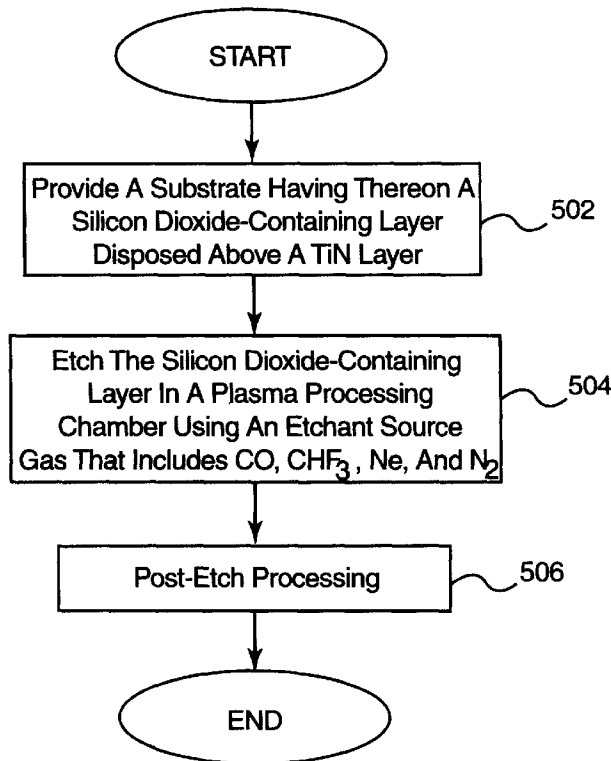 START
Provide A Substrate Having Thereon A
Silicon Dioxide-Containing Layer
Disposed Above A TiN Layer
502
Etch The Silicon Dioxide-Containing
Layer In A Plasma Processing
Chamber Using An Etchant Source
Gas That Includes CO, CHF₃, Ne, And N₂
504
Post-Etch Processing
506
END